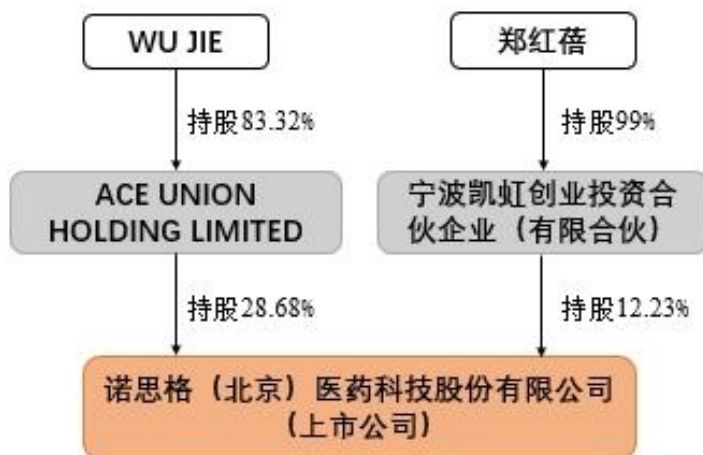 WU JIE
郑红蓓
持股83.32%
持股99%
ACE UNION
HOLDING LIMITED
宁波凯虹创业投资合
伙企业（有限合伙）
持股28.68%
持股12.23%
诺思格（北京）医药科技股份有限公司
（上市公司）